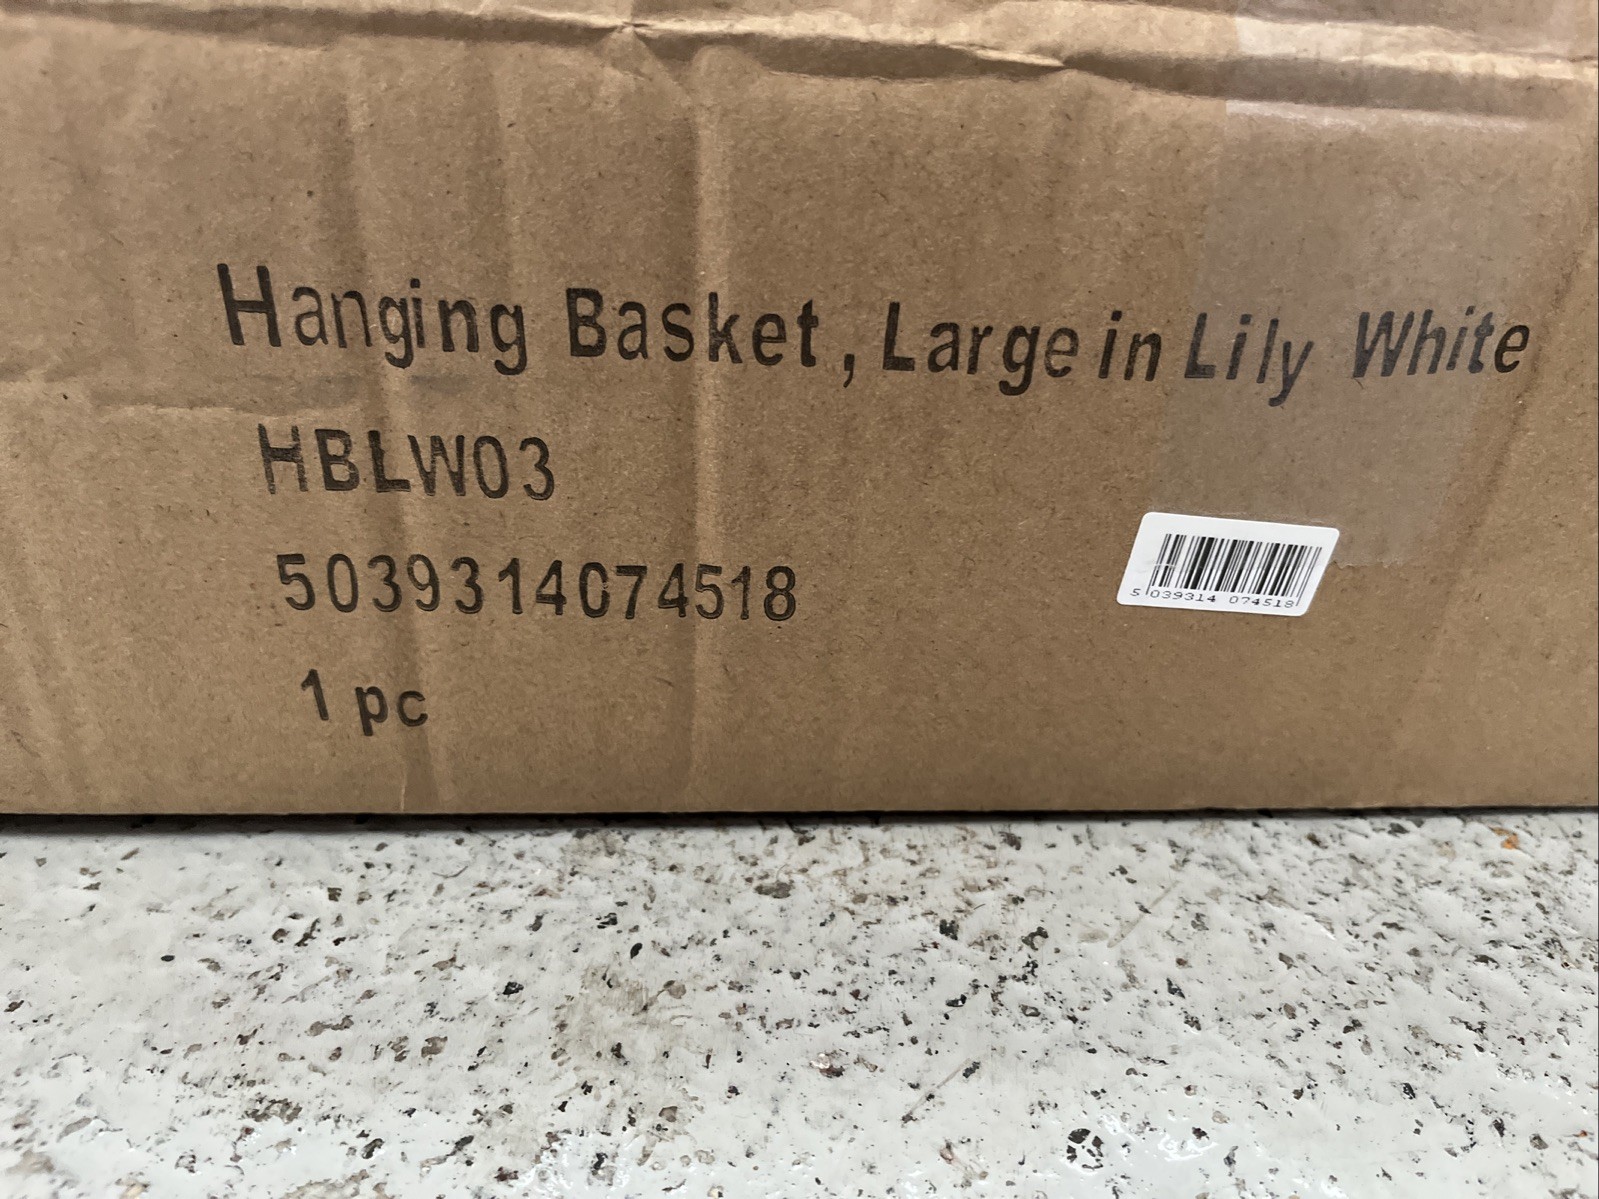 Hanging Basket, Large in Lily White
HBLW03
5039314074518
5 039314 074518
1 pc